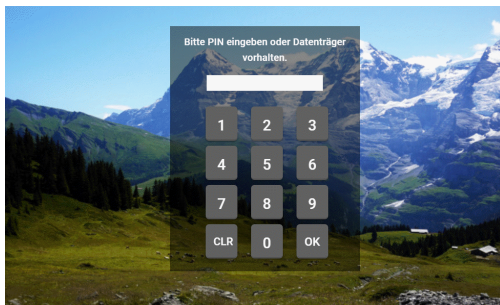 Bitte PIN eingeben oder Datenträger
vorhalten.
1 2 3
4 5 6
7 8 9
CLR 0 OK